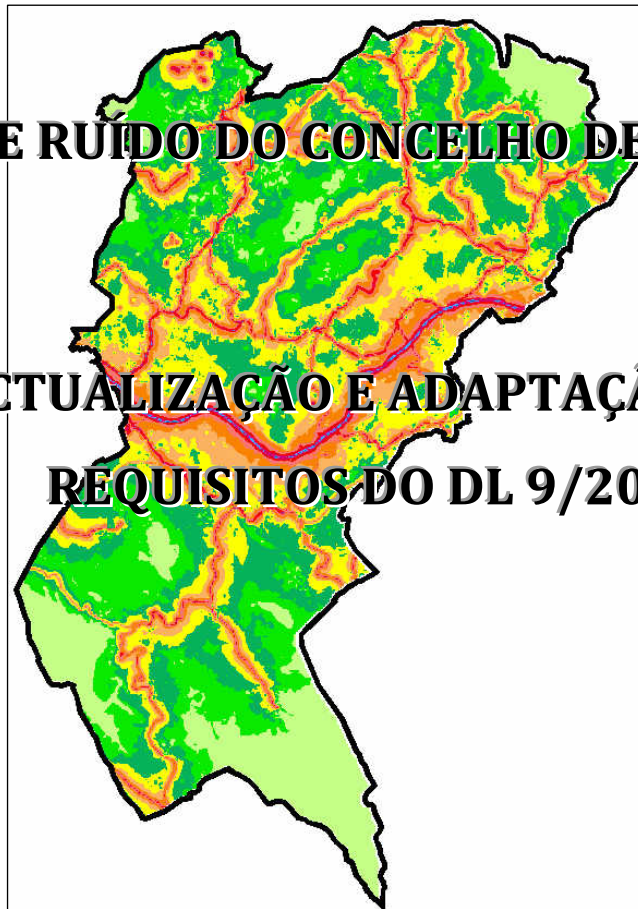 E RUÍDO DO CONCELHO DE
CTUALIZAÇÃO E ADAPTAÇÃ
REQUISITOS DO DL 9/20